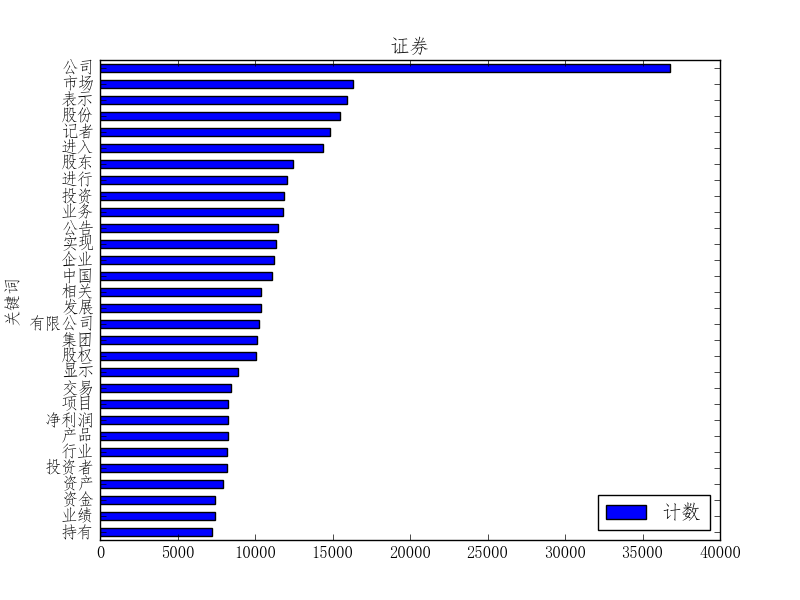 证券
公司
市场
表示
股份
记者
进入
股东
进行
投资
业务
公告
实现
企业
中国
相关
发展
有限公司
集团
股权
显示
交易
项目
净利润
产品
行业
投资者
资产
资金
业绩
持有
关键词
计数
0 5000 10000 15000 20000 25000 30000 35000 40000